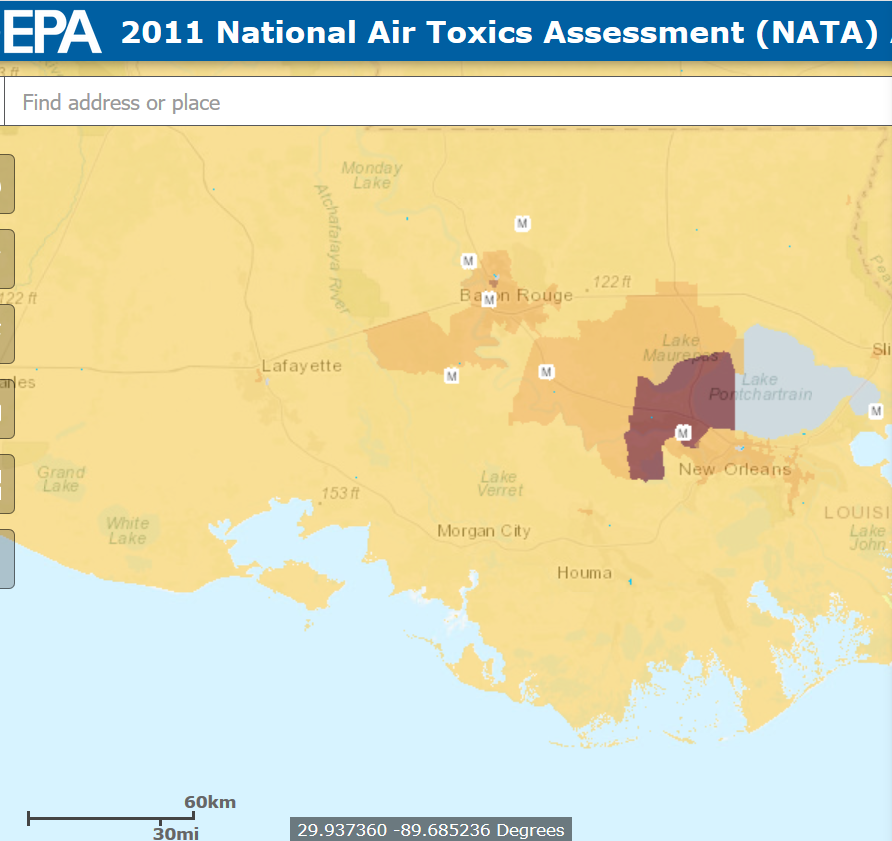 EPA 2011 National Air Toxics Assessment (NATA)
Find address or place
Monday
Lake
Atchafalaya River
M
M
122 ft
122 ft
Baton Rouge
M
Lake
Maurepas
Lafayette
M
M
Lake
Pontchartrain
M
M
New Orleans
Grand
Lake
Lake
Verret
153 ft
White
Lake
LOUISI
Morgan City
Lake
John
Houma
60km
30mi
29.937360 -89.685236 Degrees